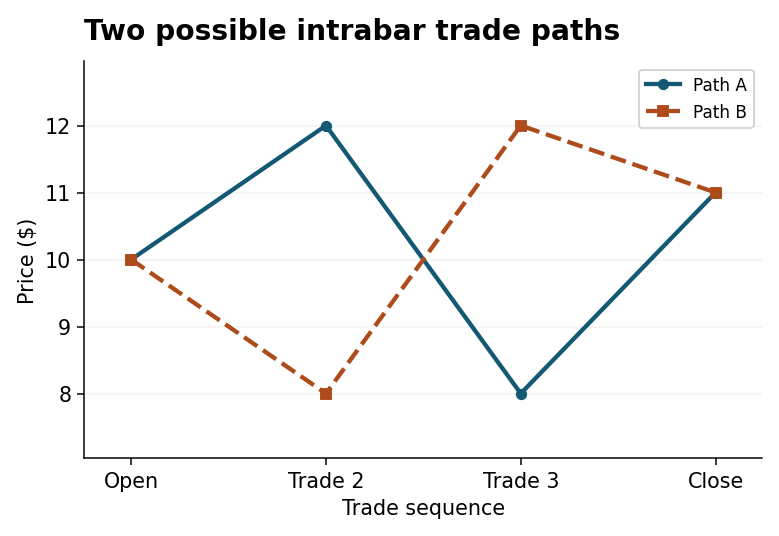 Two possible intrabar trade paths
Path A
Path B
Price ($)
12
11
10
9
8
Open Trade 2 Trade 3 Close
Trade sequence